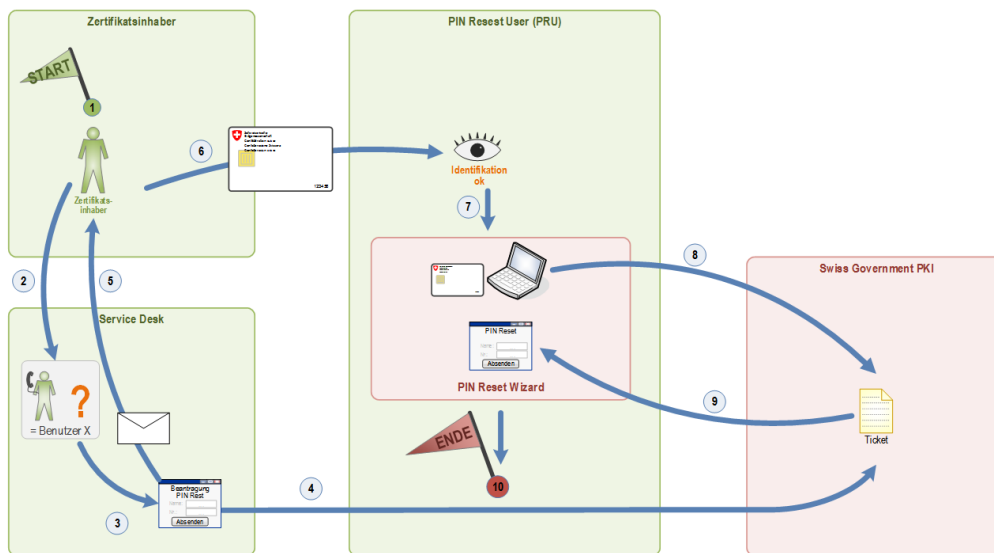 Zertifikatsinhaber
PIN Resest User (PRU)
START
1
Zertifikats-
inhaber
6
Identifikation
ok
7
8
Swiss Government PKI
2
5
Service Desk
PIN Reset
Absenden
PIN Reset Wizard
9
Ticket
?
= Benutzer X
ENDE
10
3
Beantragung
PIN Rest
Absenden
4